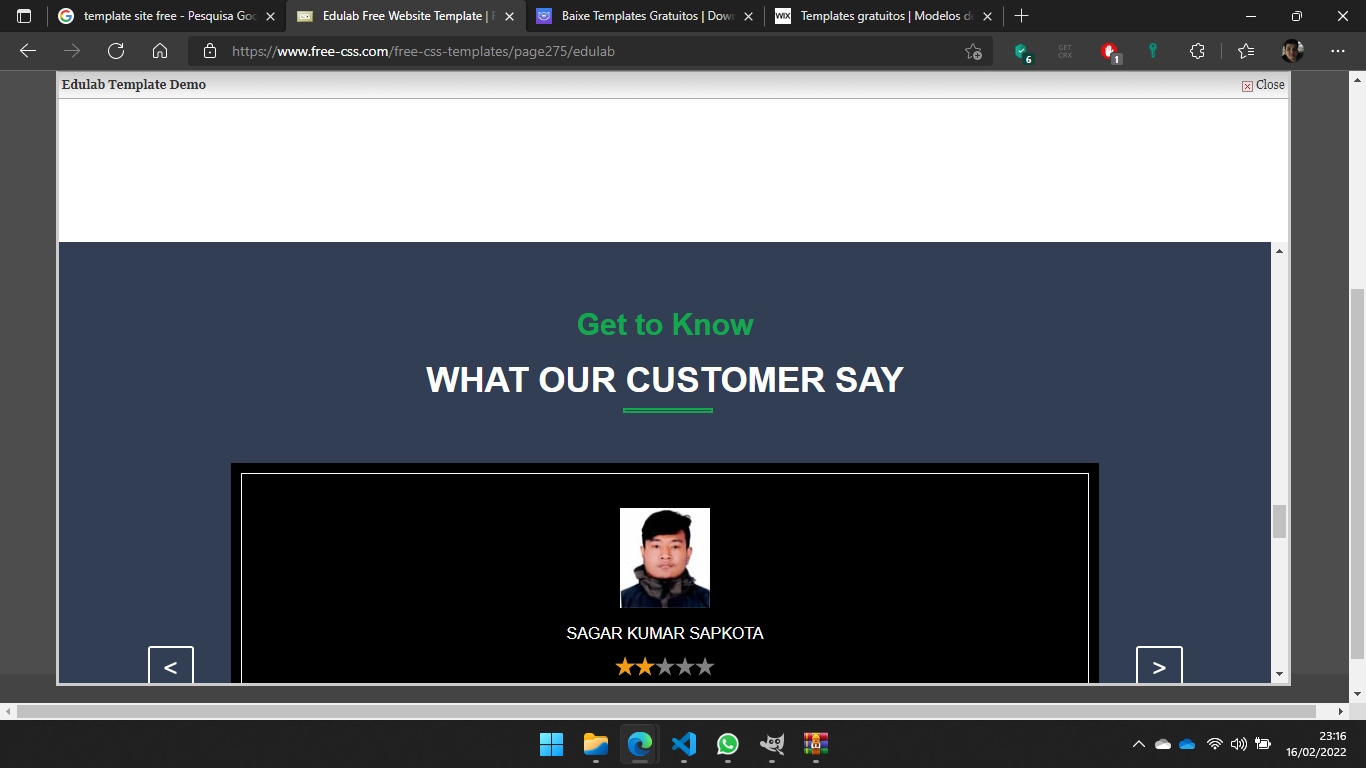 template site free - Pesquisa Goo
Edulab Free Website Template | F
Baixe Templates Gratuitos | Dow
Templates gratuitos | Modelos de
https://www.free-css.com/free-css-templates/page275/edulab
6
GET
CRX
1
Edulab Template Demo
Close
Get to Know
WHAT OUR CUSTOMER SAY
SAGAR KUMAR SAPKOTA
<
>
23:16
16/02/2022